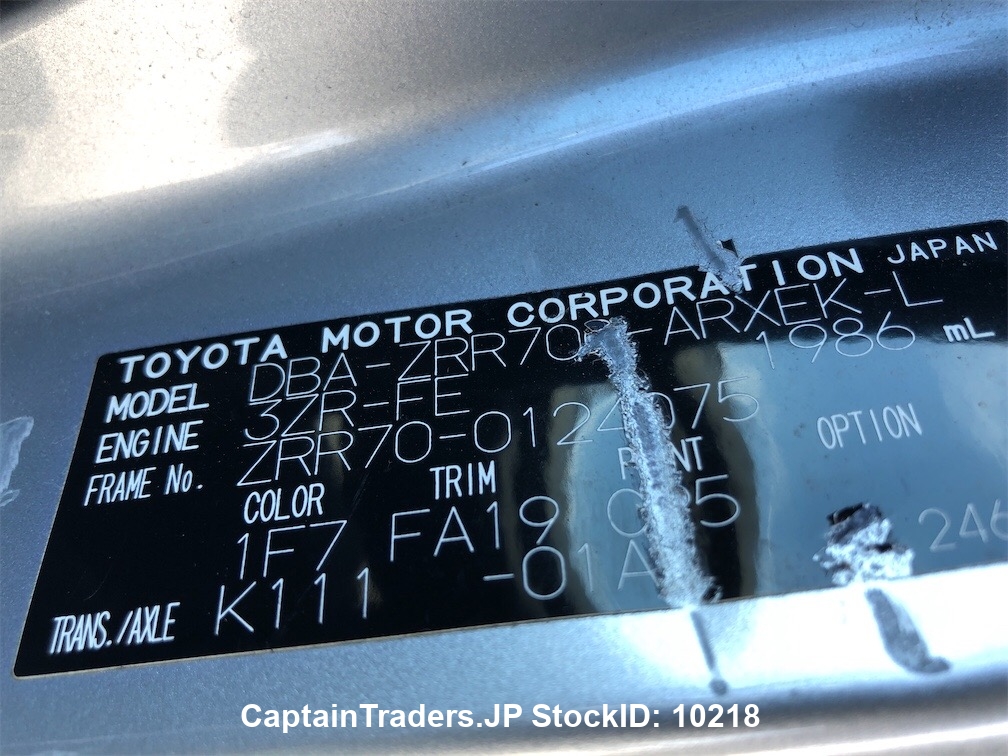 TOYOTA MOTOR CORPORATION JAPAN
MODEL DBA-ZRR70 -ARXEK-L
ENGINE 3ZR-FE 1986 mL
FRAME No. ZRR70-0124075
COLOR TRIM OPTION
1F7 FA19
TRANS./AXLE K111 -01A 246
CaptainTraders.JP StockID: 10218